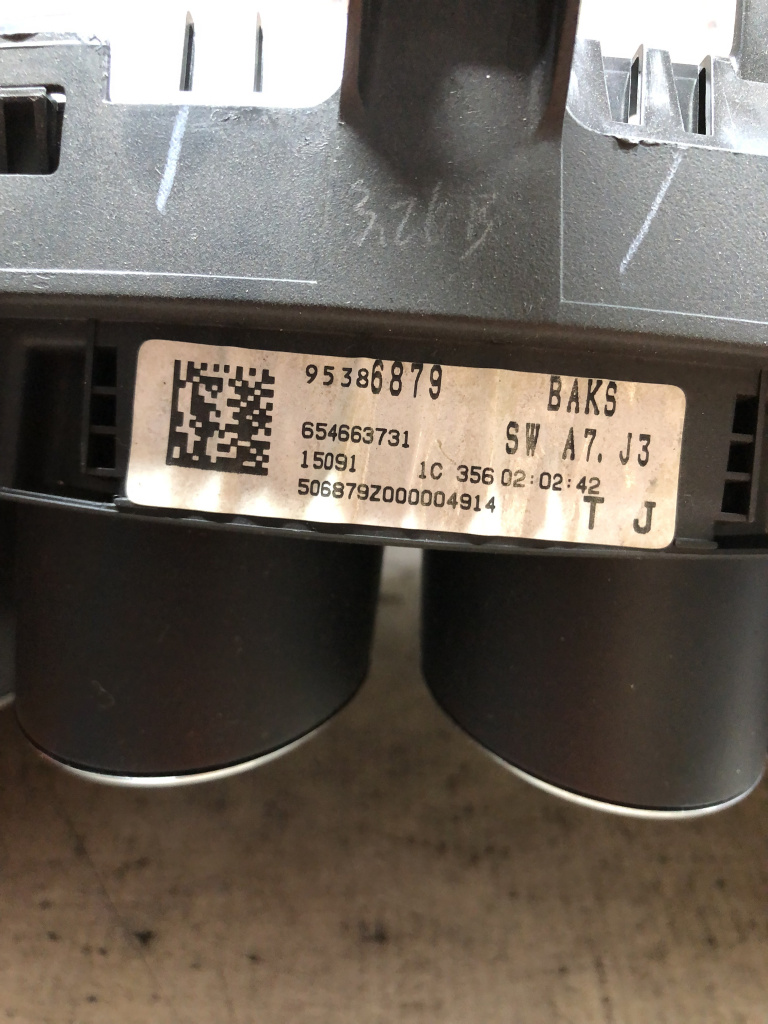 95386879 BAKS
654663731 SW A7. J3
15091 1C 356 02:02:42
506879Z000004914 T J